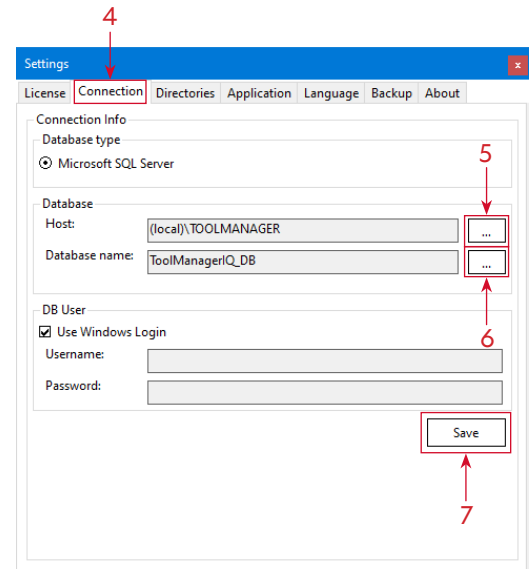 4
Settings
x
License Connection Directories Application Language Backup About
Connection Info
Database type
Microsoft SQL Server
5
Database
Host: (local)\TOOLMANAGER ...
Database name: ToolManagerIQ_DB ...
6
DB User
Use Windows Login
Username:
Password:
Save
7